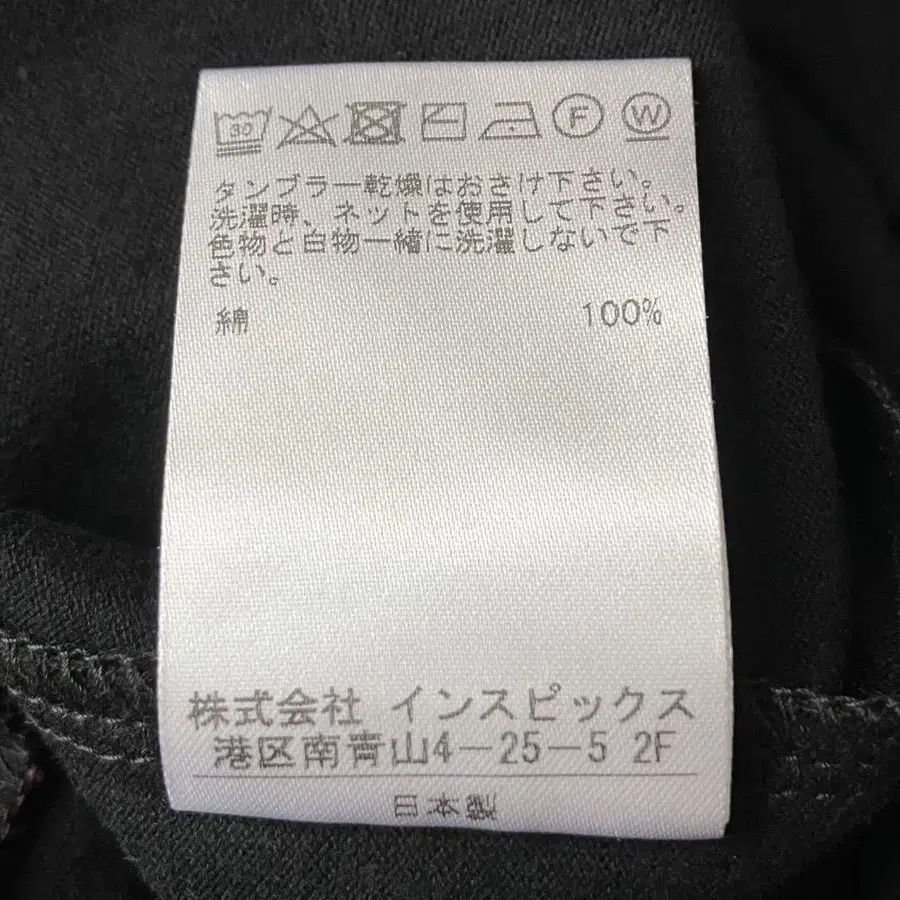 30 F W
タンブラー乾燥はおさけ下さい。
洗濯時、ネットを使用して下さい。
色物と白物一緒に洗濯しないで下
さい。
綿 100%
株式会社 インスピックス
港区南青山4-25-5 2F
日本製